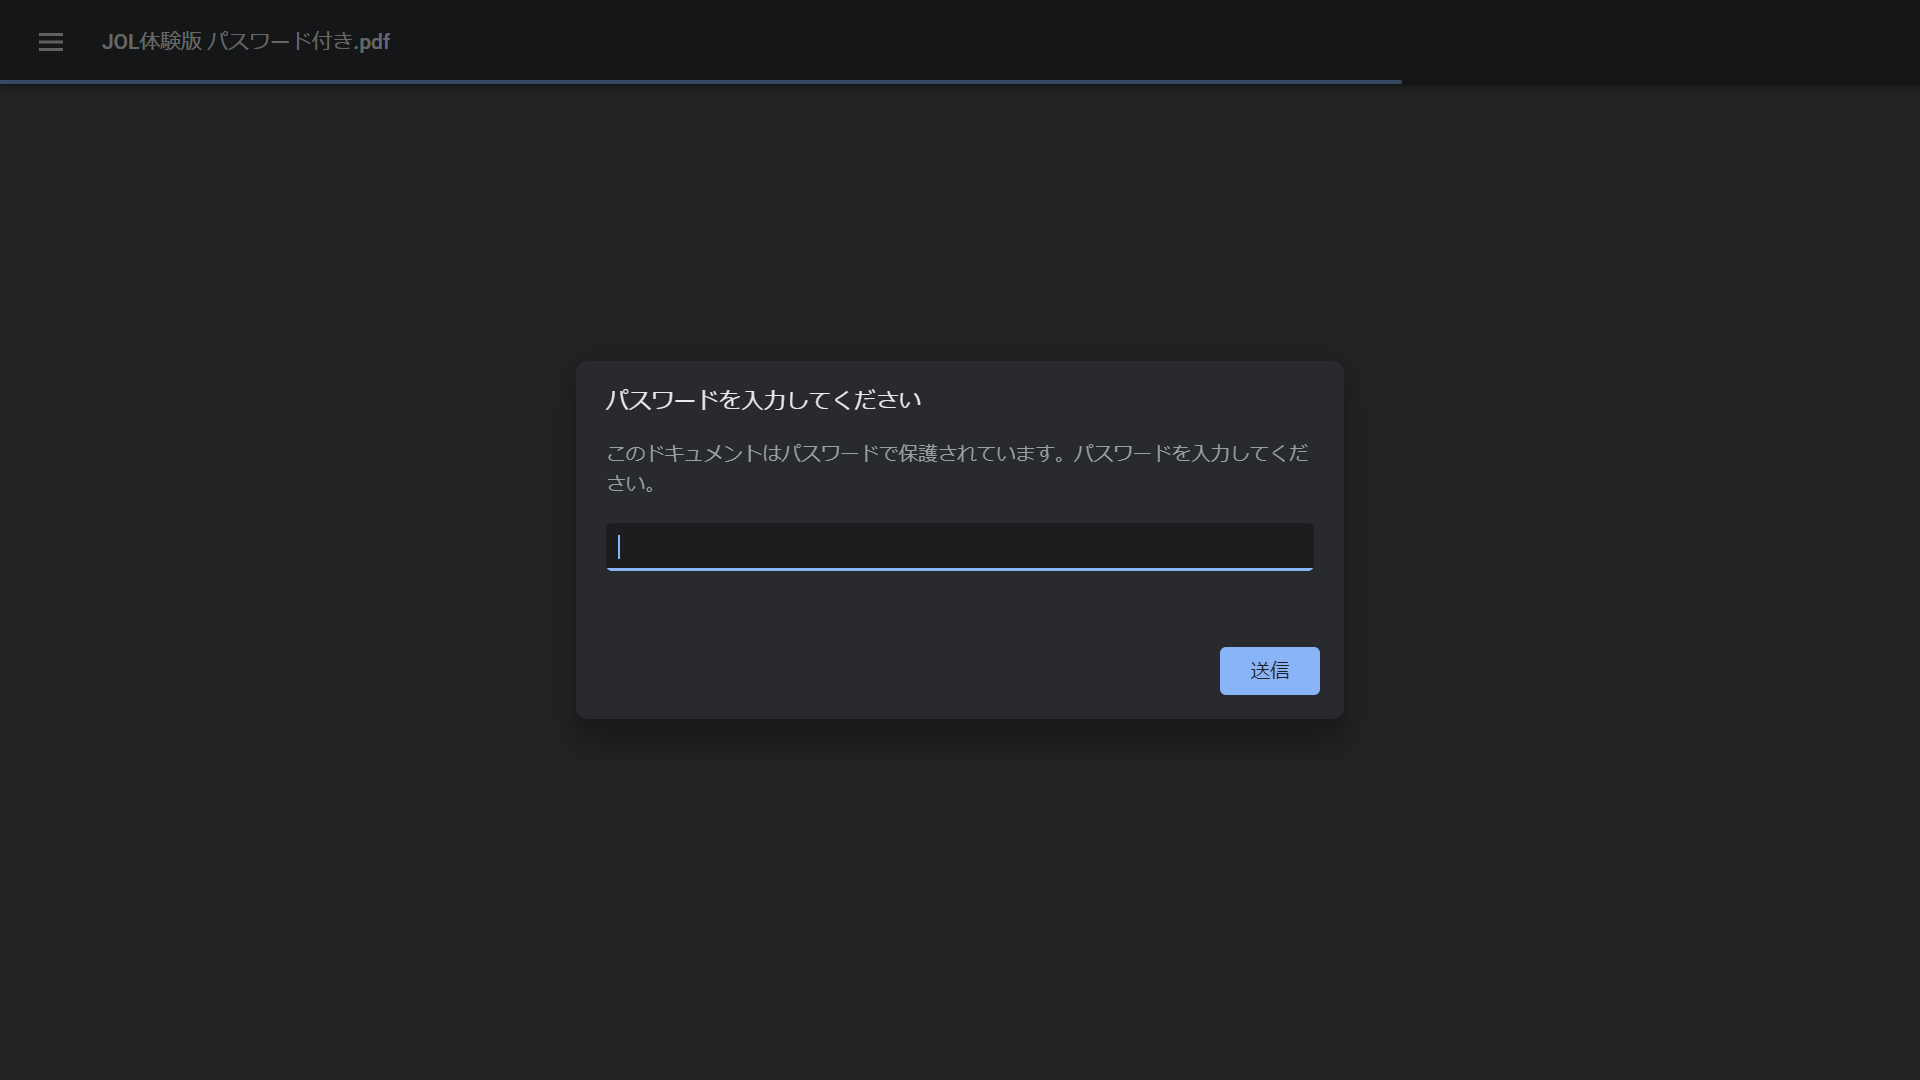 JOL体験版 パスワード付き.pdf
パスワードを入力してください
このドキュメントはパスワードで保護されています。パスワードを入力してくだ
さい。
送信